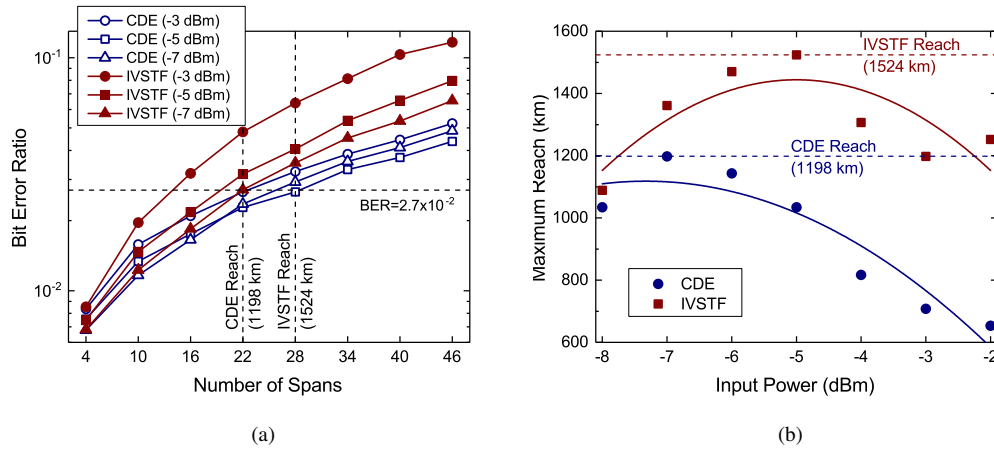 CDE (-3 dBm)
CDE (-5 dBm)
CDE (-7 dBm)
IVSTF (-3 dBm)
IVSTF (-5 dBm)
IVSTF (-7 dBm)
10⁻¹
10⁻²
Bit Error Ratio
BER=2.7x10⁻²
CDE Reach
(1198 km)
IVSTF Reach
(1524 km)
4 10 16 22 28 34 40 46
Number of Spans
(a)
1600
1400
1200
1000
800
600
Maximum Reach (km)
IVSTF Reach
(1524 km)
CDE Reach
(1198 km)
CDE
IVSTF
-8 -7 -6 -5 -4 -3 -2
Input Power (dBm)
(b)